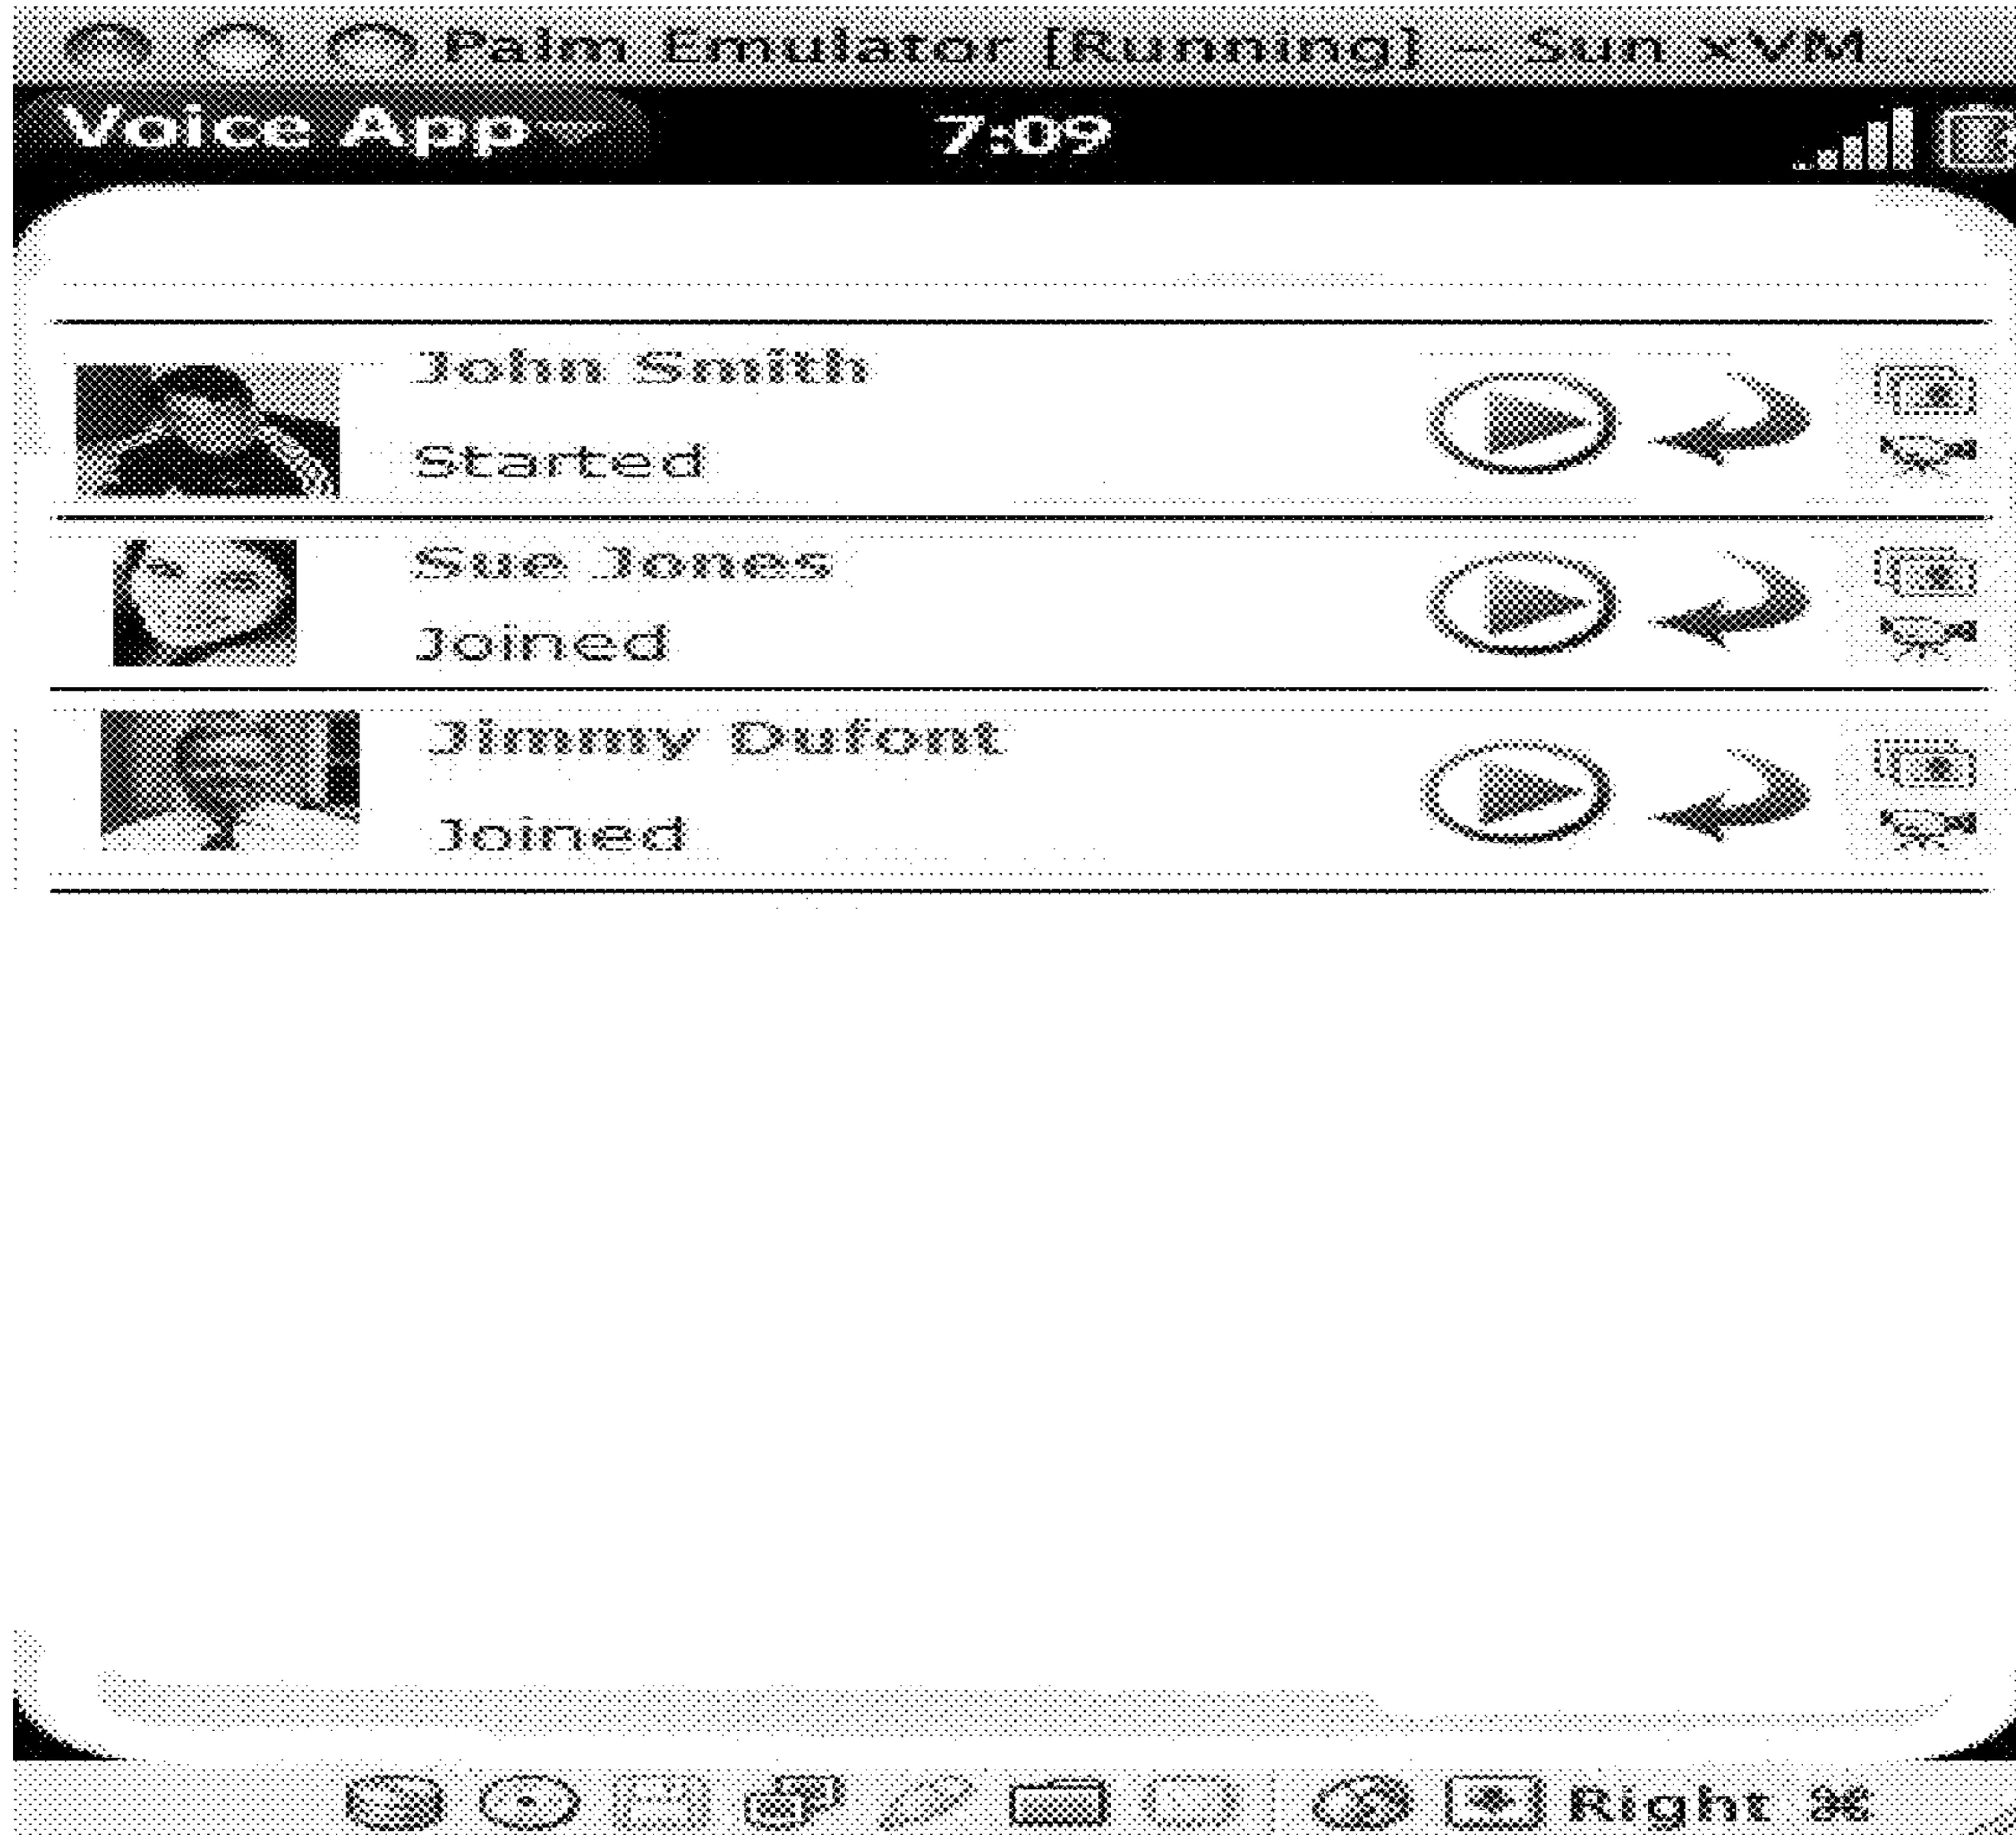 Palm Emulator [Running] – Sun xVM
Voice App 7:09
John Smith
Started
Sue Jones
Joined
Jimmy Dufont
Joined
Right ⌘